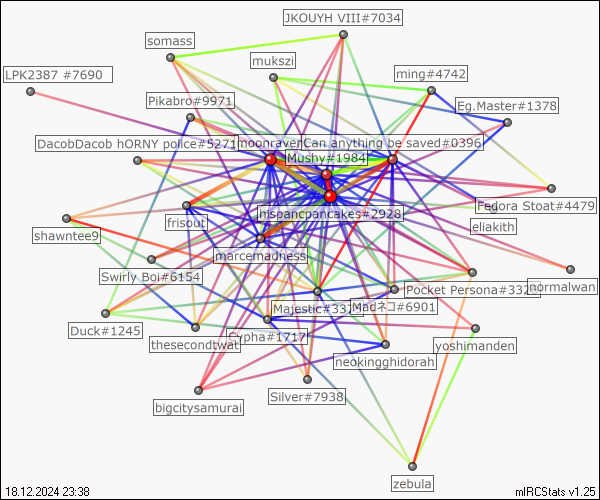 JKOUYH VIII#7034
somass
mukszi
LPK2387 #7690
ming#4742
Pikabro#9971
Eg.Master#1378
DacobDacob hORNY police#5271
moonraven
Can anything be saved#0396
Mushy#1984
Fedora Stoat#4479
hispancpancakes#2928
frisout
eliakith
shawntee9
marcemadness
Swirly Boi#6154
normalwan
Pocket Persona#332
Madネコ#6901
Majestic#33
Duck#1245
Cypha#1717
thesecondtwat
yoshimanden
neokingghidorah
Silver#7938
bigcitysamurai
zebula
18.12.2024 23:38
mIRCStats v1.25